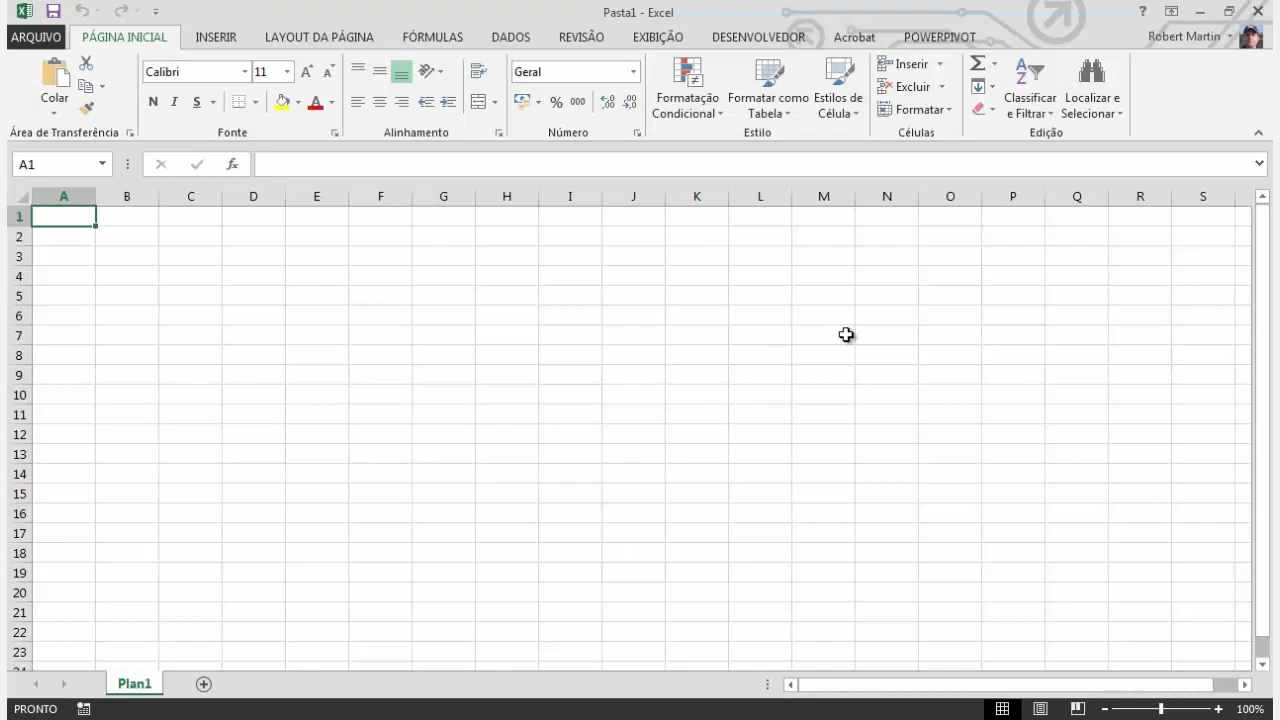 Pasta1 - Excel
ARQUIVO PÁGINA INICIAL INSERIR LAYOUT DA PÁGINA FÓRMULAS DADOS REVISÃO EXIBIÇÃO DESENVOLVEDOR Acrobat POWERPIVOT Robert Martin
Colar
Calibri 11
N I S
Geral
% 000
Formatação Condicional
Formatar como Tabela
Estilos de Célula
Inserir
Excluir
Formatar
Classificar e Filtrar
Localizar e Selecionar
Área de Transferência Fonte Alinhamento Número Estilo Células Edição
A1 fx
A B C D E F G H I J K L M N O P Q R S
1
2
3
4
5
6
7
8
9
10
11
12
13
14
15
16
17
18
19
20
21
22
23
24
Plan1
PRONTO 100%